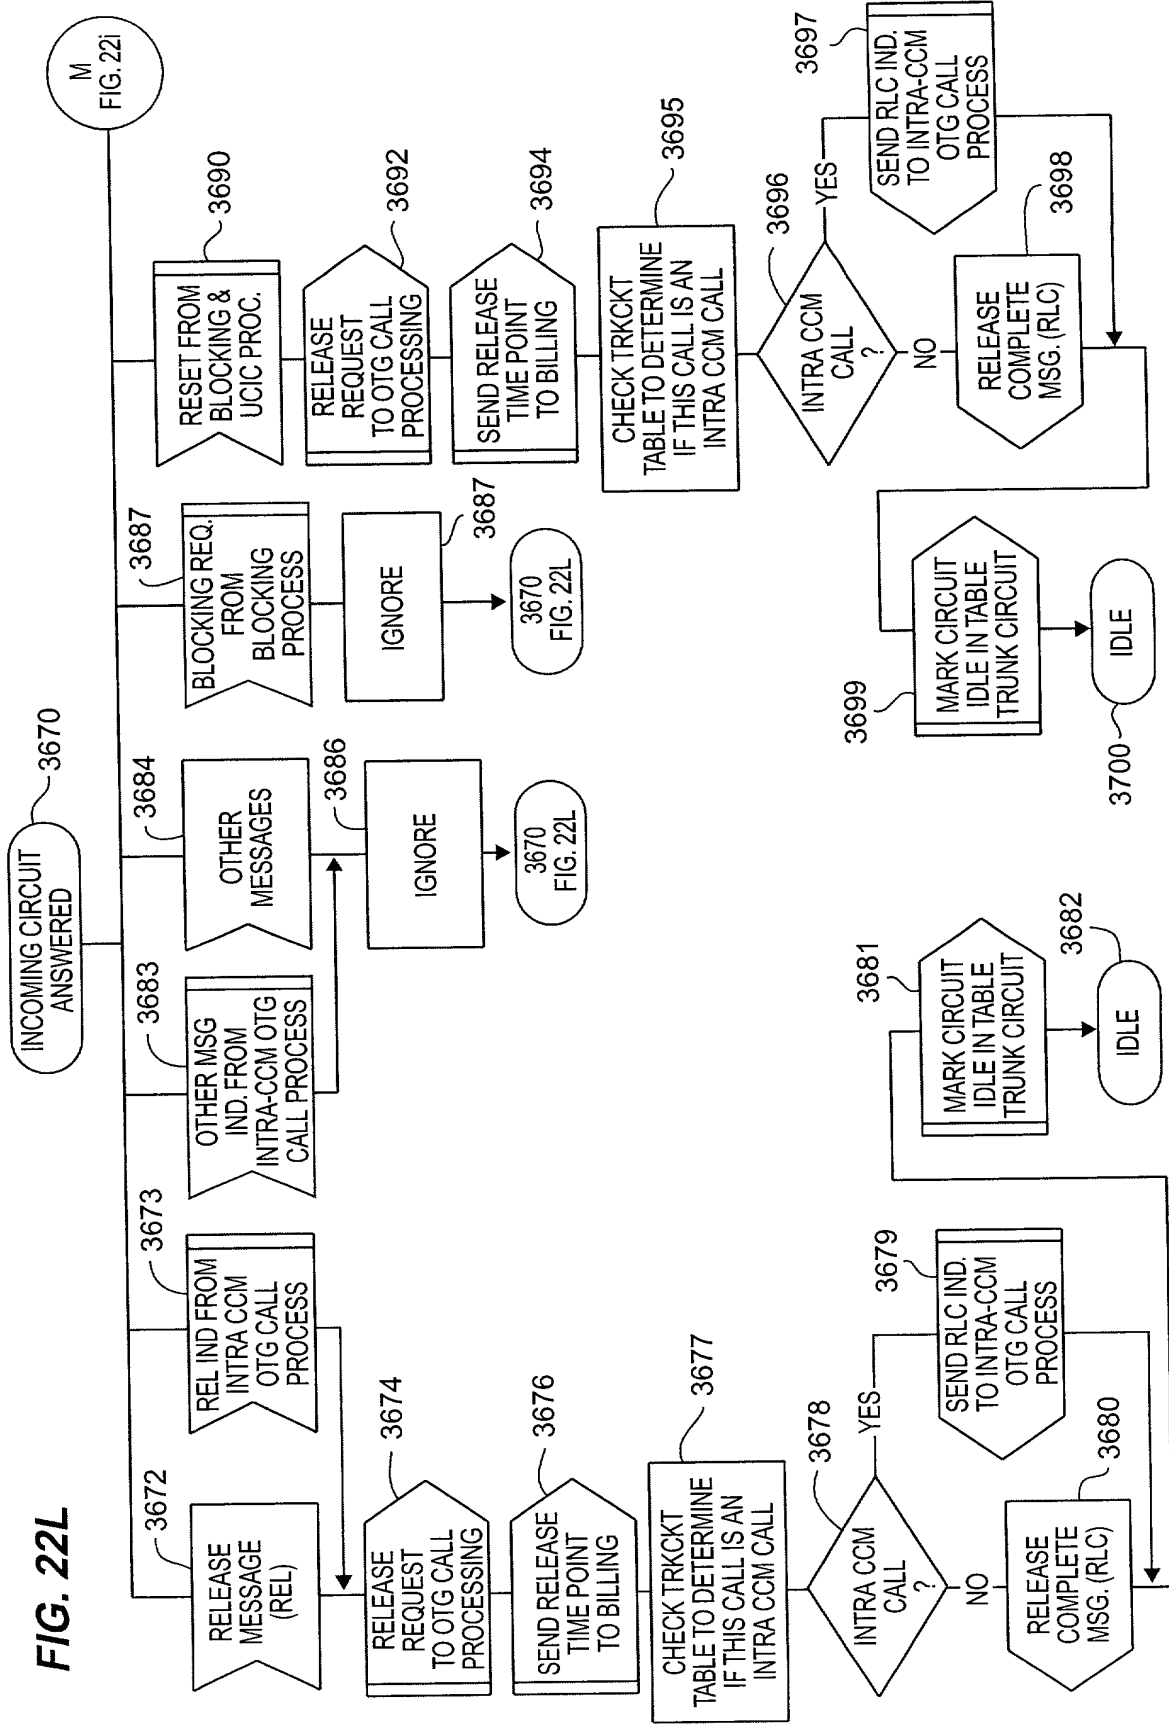 FIG. 22L
INCOMING CIRCUIT
ANSWERED
3670
M
FIG. 22i
RELEASE
MESSAGE
(REL)
3672
REL IND FROM
INTRA CCM
OTG CALL
PROCESS
3673
RELEASE
REQUEST
TO OTG CALL
PROCESSING
3674
SEND RELEASE
TIME POINT
TO BILLING
3676
CHECK TRKCKT
TABLE TO DETERMINE
IF THIS CALL IS AN
INTRA CCM CALL
3677
INTRA CCM
CALL
?
3678
YES
NO
SEND RLC IND.
TO INTRA-CCM
OTG CALL
PROCESS
3679
RELEASE
COMPLETE
MSG. (RLC)
3680
MARK CIRCUIT
IDLE IN TABLE
TRUNK CIRCUIT
3681
IDLE
3682
OTHER MSG
IND. FROM
INTRA-CCM OTG
CALL PROCESS
3683
OTHER
MESSAGES
3684
IGNORE
3686
3670
FIG. 22L
BLOCKING REQ.
FROM
BLOCKING
PROCESS
3687
IGNORE
3687
3670
FIG. 22L
RESET FROM
BLOCKING &
UCIC PROC.
3690
RELEASE
REQUEST
TO OTG CALL
PROCESSING
3692
SEND RELEASE
TIME POINT
TO BILLING
3694
CHECK TRKCKT
TABLE TO DETERMINE
IF THIS CALL IS AN
INTRA CCM CALL
3695
INTRA CCM
CALL
?
3696
YES
NO
SEND RLC IND.
TO INTRA-CCM
OTG CALL
PROCESS
3697
RELEASE
COMPLETE
MSG. (RLC)
3698
MARK CIRCUIT
IDLE IN TABLE
TRUNK CIRCUIT
3699
IDLE
3700